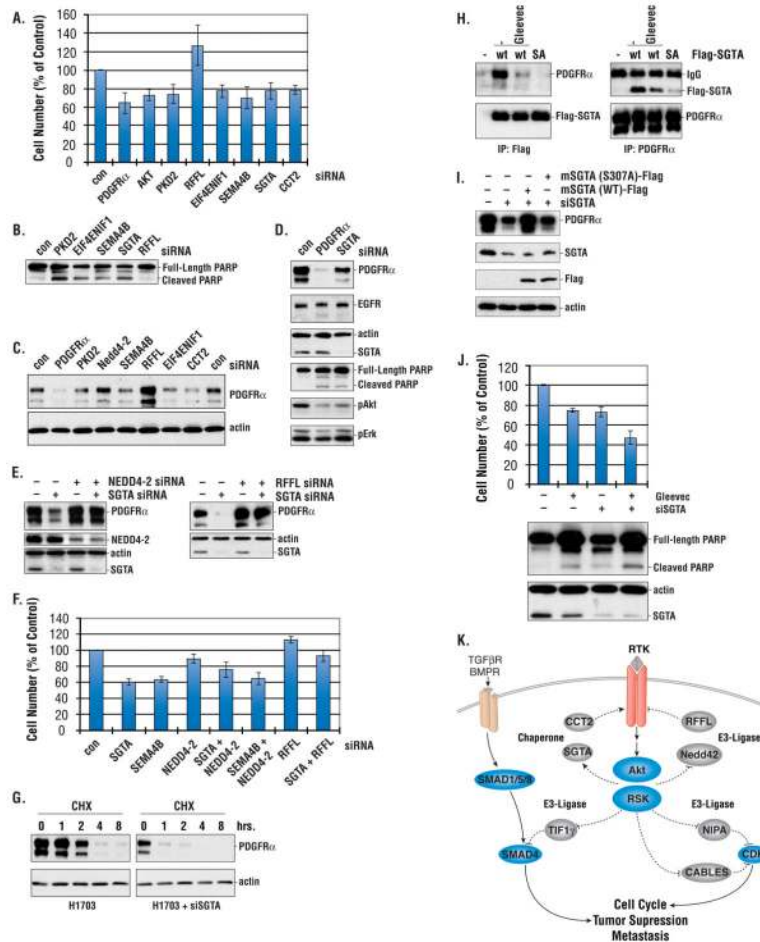 A.
Cell Number (% of Control)
140
120
100
80
60
40
20
0
con
PDGFRα
AKT
PKD2
RFFL
EIF4ENIF1
SEMA4B
SGTA
CCT2
siRNA
B.
con
PKD2
EIF4ENIF1
SEMA4B
SGTA
RFFL
siRNA
Full-Length PARP
Cleaved PARP
C.
con
PDGFRα
PKD2
Nedd4-2
SEMA4B
RFFL
EIF4ENIF1
CCT2
con
siRNA
PDGFRα
actin
D.
con
PDGFRα
SGTA
siRNA
PDGFRα
EGFR
actin
SGTA
Full-Length PARP
Cleaved PARP
pAkt
pErk
E.
– – + + NEDD4-2 siRNA
– + – + SGTA siRNA
PDGFRα
NEDD4-2
actin
SGTA
– – + + RFFL siRNA
– + – + SGTA siRNA
PDGFRα
actin
SGTA
F.
Cell Number (% of Control)
140
120
100
80
60
40
20
0
con
SGTA
SEMA4B
NEDD4-2
SGTA + NEDD4-2
SEMA4B + NEDD4-2
RFFL
SGTA + RFFL
siRNA
G.
CHX
0 1 2 4 8
CHX
0 1 2 4 8 hrs.
PDGFRα
actin
H1703
H1703 + siSGTA
H.
- Gleevec
- wt wt SA
PDGFRα
Flag-SGTA
IP: Flag
- Gleevec
- wt wt SA Flag-SGTA
IgG
Flag-SGTA
PDGFRα
IP: PDGFRα
I.
– – – + mSGTA (S307A)-Flag
– – + – mSGTA (WT)-Flag
– + + + siSGTA
PDGFRα
SGTA
Flag
actin
J.
Cell Number (% of Control)
120
100
80
60
40
20
0
– + – + Gleevec
– – + + siSGTA
Full-length PARP
Cleaved PARP
actin
SGTA
K.
TGFβR
BMPR
RTK
CCT2
RFFL
Chaperone
E3-Ligase
SGTA
Nedd42
Akt
SMAD1/5/8
RSK
E3-Ligase
E3-Ligase
TIF1γ
NIPA
SMAD4
CDK
CABLES
Cell Cycle
Tumor Supression
Metastasis